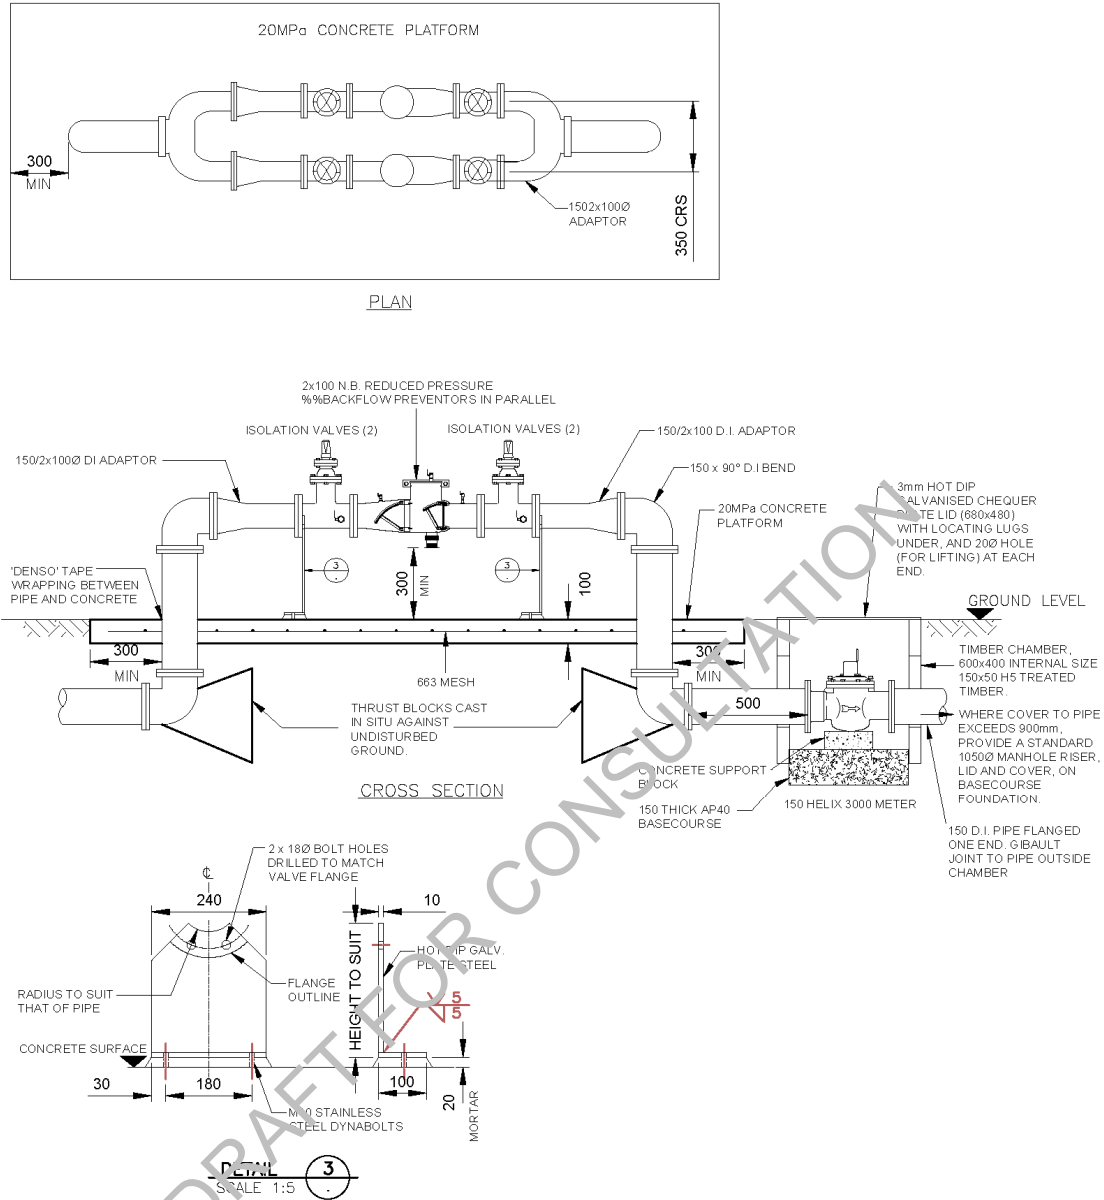 20MPa CONCRETE PLATFORM
300
MIN
1502x100Ø
ADAPTOR
350 CRS
PLAN
2x100 N.B. REDUCED PRESSURE
%%BACKFLOW PREVENTORS IN PARALLEL
ISOLATION VALVES (2)
ISOLATION VALVES (2)
150/2x100Ø DI ADAPTOR
150/2x100 D.I. ADAPTOR
150 x 90° D.I BEND
20MPa CONCRETE
PLATFORM
3mm HOT DIP
GALVANISED CHEQUER
PLATE LID (680x480)
WITH LOCATING LUGS
UNDER, AND 20Ø HOLE
(FOR LIFTING) AT EACH
END.
'DENSO' TAPE
WRAPPING BETWEEN
PIPE AND CONCRETE
3
300
MIN
3
100
GROUND LEVEL
300
MIN
663 MESH
300
MIN
TIMBER CHAMBER,
600x400 INTERNAL SIZE
150x50 H5 TREATED
TIMBER.
500
THRUST BLOCKS CAST
IN SITU AGAINST
UNDISTURBED
GROUND.
WHERE COVER TO PIPE
EXCEEDS 900mm,
PROVIDE A STANDARD
1050Ø MANHOLE RISER,
LID AND COVER, ON
BASECOURSE
FOUNDATION.
CONCRETE SUPPORT
BLOCK
150 THICK AP40
BASECOURSE
150 HELIX 3000 METER
CROSS SECTION
150 D.I. PIPE FLANGED
ONE END. GIBAULT
JOINT TO PIPE OUTSIDE
CHAMBER
2 x 18Ø BOLT HOLES
DRILLED TO MATCH
VALVE FLANGE
℄
240
10
HEIGHT TO SUIT
HOT DIP GALV.
PLATE STEEL
FLANGE
OUTLINE
RADIUS TO SUIT
THAT OF PIPE
5
5
CONCRETE SURFACE
30
180
100
20
MORTAR
STAINLESS
STEEL DYNABOLTS
DETAIL
3
SCALE 1:5
DRAFT FOR CONSULTATION